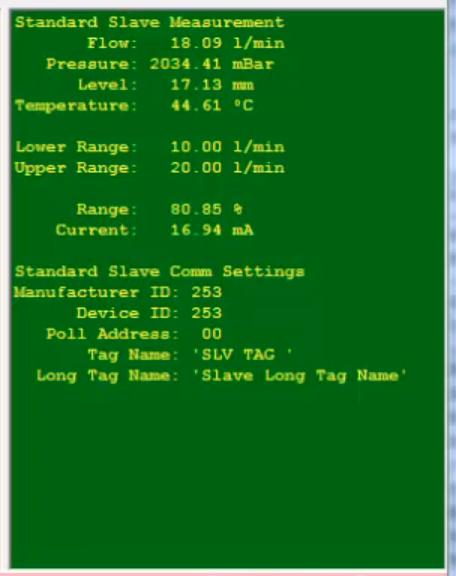 Standard Slave Measurement
Flow: 18.09 l/min
Pressure: 2034.41 mBar
Level: 17.13 mm
Temperature: 44.61 °C
Lower Range: 10.00 l/min
Upper Range: 20.00 l/min
Range: 80.85 %
Current: 16.94 mA
Standard Slave Comm Settings
Manufacturer ID: 253
Device ID: 253
Poll Address: 00
Tag Name: 'SLV TAG '
Long Tag Name: 'Slave Long Tag Name'